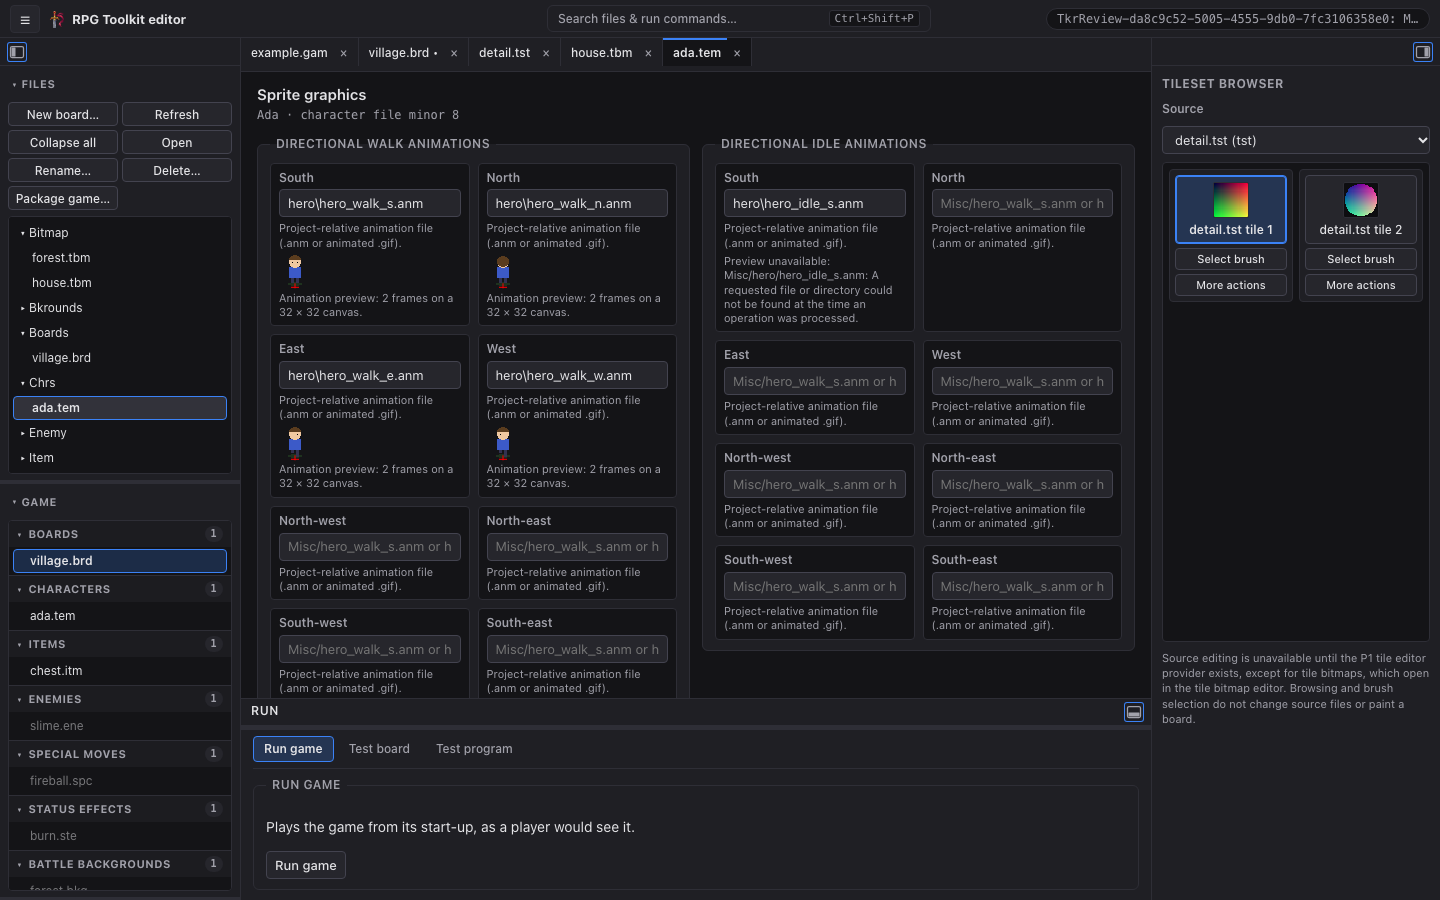 RPG Toolkit editor
Search files & run commands...
Ctrl+Shift+P
TkrReview-da8c9c52-5005-4555-9db0-7fc3106358e0: M…
FILES
New board...
Refresh
Collapse all
Open
Rename...
Delete...
Package game...
Bitmap
forest.tbm
house.tbm
Bkrounds
Boards
village.brd
Chrs
ada.tem
Enemy
Item
GAME
BOARDS 1
village.brd
CHARACTERS 1
ada.tem
ITEMS 1
chest.itm
ENEMIES 1
slime.ene
SPECIAL MOVES 1
fireball.spc
STATUS EFFECTS 1
burn.ste
BATTLE BACKGROUNDS 1
example.gam ×
village.brd • ×
detail.tst ×
house.tbm ×
ada.tem ×
Sprite graphics
Ada · character file minor 8
DIRECTIONAL WALK ANIMATIONS
South
hero\hero_walk_s.anm
Project-relative animation file
(.anm or animated .gif).
Animation preview: 2 frames on a
32 × 32 canvas.
North
hero\hero_walk_n.anm
Project-relative animation file
(.anm or animated .gif).
Animation preview: 2 frames on a
32 × 32 canvas.
East
hero\hero_walk_e.anm
Project-relative animation file
(.anm or animated .gif).
Animation preview: 2 frames on a
32 × 32 canvas.
West
hero\hero_walk_w.anm
Project-relative animation file
(.anm or animated .gif).
Animation preview: 2 frames on a
32 × 32 canvas.
North-west
Misc/hero_walk_s.anm or h
Project-relative animation file
(.anm or animated .gif).
North-east
Misc/hero_walk_s.anm or h
Project-relative animation file
(.anm or animated .gif).
South-west
Misc/hero_walk_s.anm or h
Project-relative animation file
(.anm or animated .gif).
South-east
Misc/hero_walk_s.anm or h
Project-relative animation file
(.anm or animated .gif).
DIRECTIONAL IDLE ANIMATIONS
South
hero\hero_idle_s.anm
Project-relative animation file
(.anm or animated .gif).
Preview unavailable:
Misc/hero/hero_idle_s.anm: A
requested file or directory could
not be found at the time an
operation was processed.
North
Misc/hero_walk_s.anm or h
Project-relative animation file
(.anm or animated .gif).
East
Misc/hero_walk_s.anm or h
Project-relative animation file
(.anm or animated .gif).
West
Misc/hero_walk_s.anm or h
Project-relative animation file
(.anm or animated .gif).
North-west
Misc/hero_walk_s.anm or h
Project-relative animation file
(.anm or animated .gif).
North-east
Misc/hero_walk_s.anm or h
Project-relative animation file
(.anm or animated .gif).
South-west
Misc/hero_walk_s.anm or h
Project-relative animation file
(.anm or animated .gif).
South-east
Misc/hero_walk_s.anm or h
Project-relative animation file
(.anm or animated .gif).
RUN
Run game
Test board
Test program
RUN GAME
Plays the game from its start-up, as a player would see it.
Run game
TILESET BROWSER
Source
detail.tst (tst)
detail.tst tile 1
Select brush
More actions
detail.tst tile 2
Select brush
More actions
Source editing is unavailable until the P1 tile editor
provider exists, except for tile bitmaps, which open
in the tile bitmap editor. Browsing and brush
selection do not change source files or paint a
board.